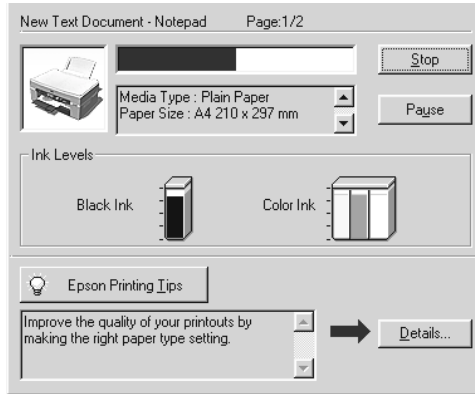 New Text Document - Notepad Page:1/2
Stop
Media Type : Plain Paper
Paper Size : A4 210 x 297 mm
Pause
Ink Levels
Black Ink
Color Ink
Epson Printing Tips
Improve the quality of your printouts by
making the right paper type setting.
Details...